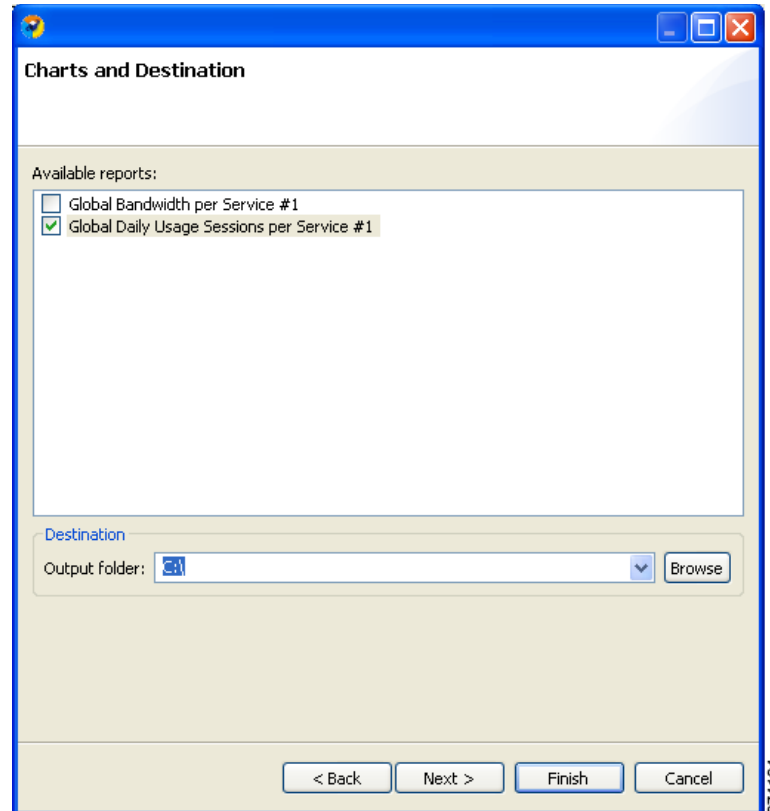 Charts and Destination
Available reports:
Global Bandwidth per Service #1
Global Daily Usage Sessions per Service #1
Destination
Output folder: C:\ Browse
< Back Next > Finish Cancel